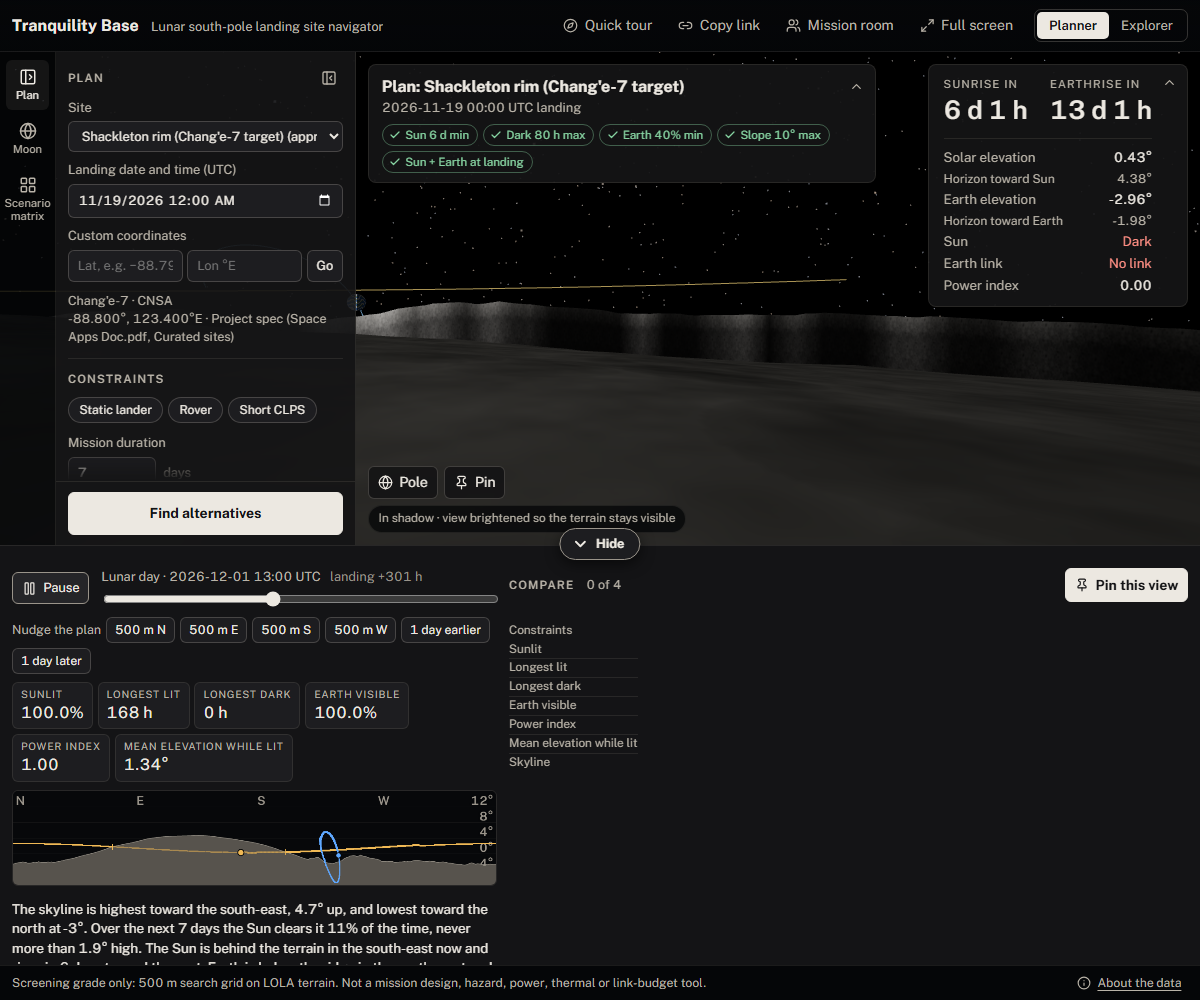 Tranquility Base Lunar south-pole landing site navigator
Quick tour Copy link Mission room Full screen Planner Explorer
Plan
Moon
Scenario
matrix
PLAN
Site
Shackleton rim (Chang'e-7 target) (appr
Landing date and time (UTC)
11/19/2026 12:00 AM
Custom coordinates
Lat, e.g. −88.79 Lon °E Go
Chang'e-7 · CNSA
-88.800°, 123.400°E · Project spec (Space
Apps Doc.pdf, Curated sites)
CONSTRAINTS
Static lander Rover Short CLPS
Mission duration
7 days
Find alternatives
Plan: Shackleton rim (Chang'e-7 target)
2026-11-19 00:00 UTC landing
Sun 6 d min Dark 80 h max Earth 40% min Slope 10° max
Sun + Earth at landing
SUNRISE IN EARTHRISE IN
6 d 1 h 13 d 1 h
Solar elevation 0.43°
Horizon toward Sun 4.38°
Earth elevation -2.96°
Horizon toward Earth -1.98°
Sun Dark
Earth link No link
Power index 0.00
Pole Pin
In shadow · view brightened so the terrain stays visible
Hide
Pause
Lunar day · 2026-12-01 13:00 UTC landing +301 h
Nudge the plan 500 m N 500 m E 500 m S 500 m W 1 day earlier
1 day later
SUNLIT LONGEST LIT LONGEST DARK EARTH VISIBLE
100.0% 168 h 0 h 100.0%
POWER INDEX MEAN ELEVATION WHILE LIT
1.00 1.34°
N E S W 12°
8°
4°
0°
4°
The skyline is highest toward the south-east, 4.7° up, and lowest toward the
north at -3°. Over the next 7 days the Sun clears it 11% of the time, never
more than 1.9° high. The Sun is behind the terrain in the south-east now and
COMPARE 0 of 4
Pin this view
Constraints
Sunlit
Longest lit
Longest dark
Earth visible
Power index
Mean elevation while lit
Skyline
Screening grade only: 500 m search grid on LOLA terrain. Not a mission design, hazard, power, thermal or link-budget tool.
About the data